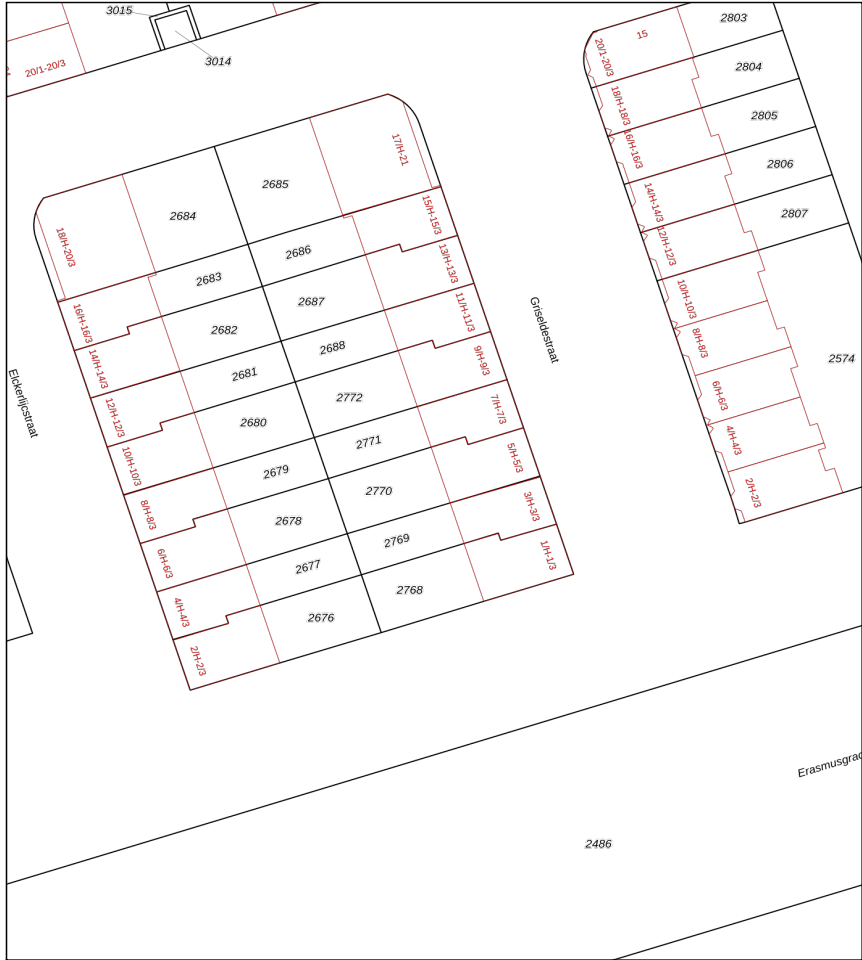 3015
3014
20/1-20/3
2803
15
20/1-20/3
2804
18/H-18/3
2805
16/H-16/3
2806
14/H-14/3
2807
12/H-12/3
10/H-10/3
8/H-8/3
2574
6/H-6/3
4/H-4/3
2/H-2/3
17/H-21
2685
2684
18/H-20/3
15/H-15/3
2686
2683
13/H-13/3
16/H-16/3
2687
2682
11/H-11/3
14/H-14/3
2688
2681
9/H-9/3
12/H-12/3
2772
2680
7/H-7/3
10/H-10/3
2771
2679
5/H-5/3
8/H-8/3
2770
2678
3/H-3/3
6/H-6/3
2769
2677
1/H-1/3
4/H-4/3
2768
2676
2/H-2/3
Griseldestraat
Elckerlijcstraat
Erasmusgrac
2486